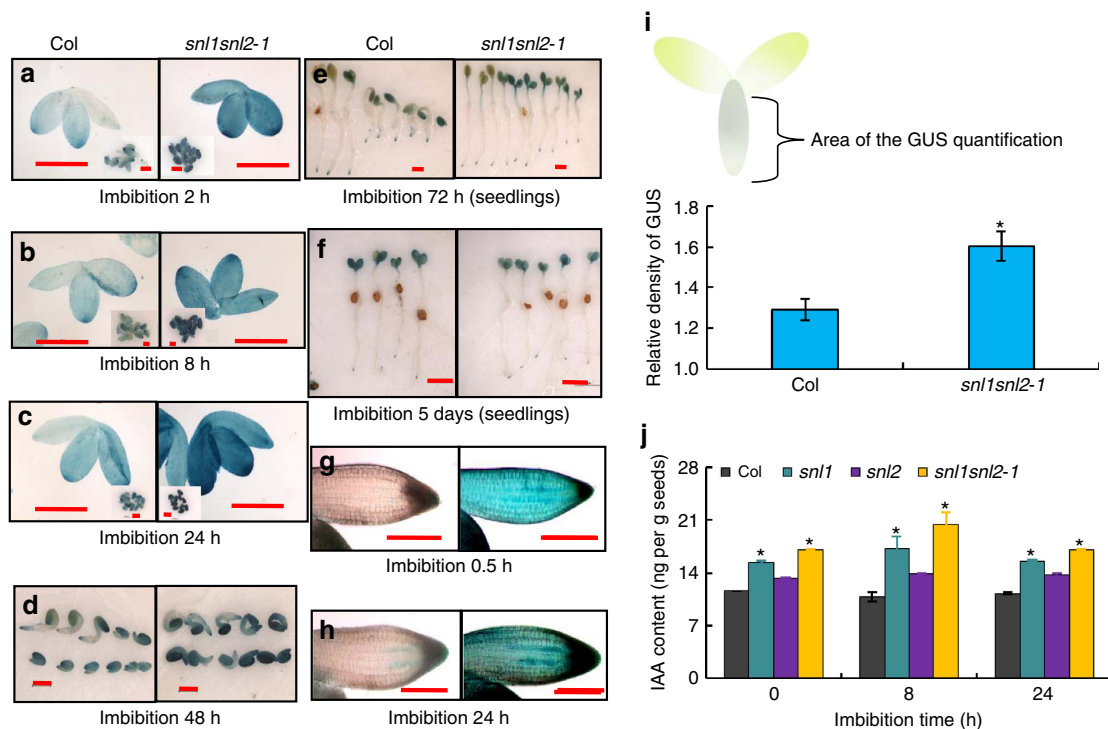 Col snl1snl2-1
a
Imbibition 2 h
b
Imbibition 8 h
c
Imbibition 24 h
d
Imbibition 48 h
Col snl1snl2-1
e
Imbibition 72 h (seedlings)
f
Imbibition 5 days (seedlings)
g
Imbibition 0.5 h
h
Imbibition 24 h
i
Area of the GUS quantification
Relative density of GUS
1.8
1.6
1.4
1.2
1.0
*
Col snl1snl2-1
j
Col snl1 snl2 snl1snl2-1
IAA content (ng per g seeds)
28
21
14
7
0
* * * * * *
0 8 24
Imbibition time (h)